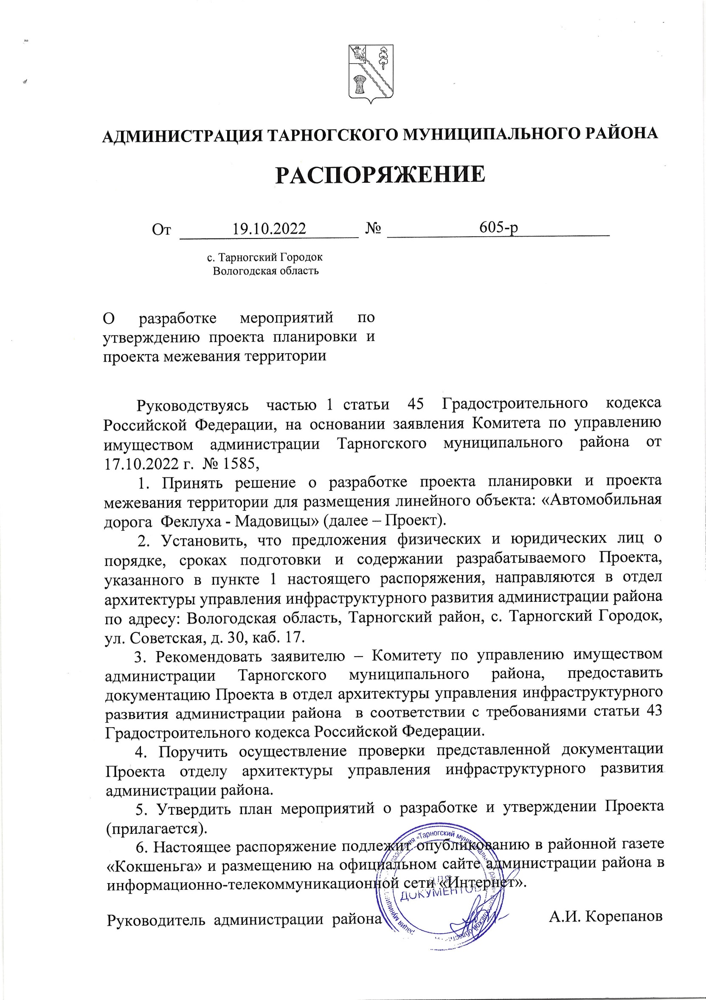 АДМИНИСТРАЦИЯ ТАРНОГСКОГО МУНИЦИПАЛЬНОГО РАЙОНА
РАСПОРЯЖЕНИЕ
От 19.10.2022 № 605-р
с. Тарногский Городок
Вологодская область
О разработке мероприятий по
утверждению проекта планировки и
проекта межевания территории
Руководствуясь частью 1 статьи 45 Градостроительного кодекса
Российской Федерации, на основании заявления Комитета по управлению
имуществом администрации Тарногского муниципального района от
17.10.2022 г. № 1585,
1. Принять решение о разработке проекта планировки и проекта
межевания территории для размещения линейного объекта: «Автомобильная
дорога Феклуха - Мадовицы» (далее – Проект).
2. Установить, что предложения физических и юридических лиц о
порядке, сроках подготовки и содержании разрабатываемого Проекта,
указанного в пункте 1 настоящего распоряжения, направляются в отдел
архитектуры управления инфраструктурного развития администрации района
по адресу: Вологодская область, Тарногский район, с. Тарногский Городок,
ул. Советская, д. 30, каб. 17.
3. Рекомендовать заявителю – Комитету по управлению имуществом
администрации Тарногского муниципального района, предоставить
документацию Проекта в отдел архитектуры управления инфраструктурного
развития администрации района в соответствии с требованиями статьи 43
Градостроительного кодекса Российской Федерации.
4. Поручить осуществление проверки представленной документации
Проекта отделу архитектуры управления инфраструктурного развития
администрации района.
5. Утвердить план мероприятий о разработке и утверждении Проекта
(прилагается).
6. Настоящее распоряжение подлежит опубликованию в районной газете
«Кокшеньга» и размещению на официальном сайте администрации района в
информационно-телекоммуникационной сети «Интернет».
Руководитель администрации района А.И. Корепанов
«Тарногский
ДЛЯ
ДОКУМЕНТОВ